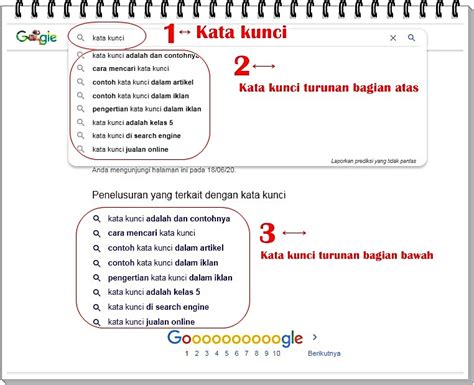 Google
kata kunci
1↔ Kata kunci
kata kunci adalah dan contohnya
cara mencari kata kunci
contoh kata kunci dalam artikel
contoh kata kunci dalam iklan
pengertian kata kunci dalam iklan
kata kunci adalah kelas 5
kata kunci di search engine
kata kunci jualan online
2↔
Kata kunci turunan bagian atas
Laporkan prediksi yang tidak pantas
Anda mengunjungi halaman ini pada 18/06/20.
Penelusuran yang terkait dengan kata kunci
kata kunci adalah dan contohnya
cara mencari kata kunci
contoh kata kunci dalam artikel
contoh kata kunci dalam iklan
pengertian kata kunci dalam iklan
kata kunci adalah kelas 5
kata kunci di search engine
kata kunci jualan online
3 ↔
Kata kunci turunan bagian bawah
Goooooooooogle >
1 2 3 4 5 6 7 8 9 10 Berikutnya